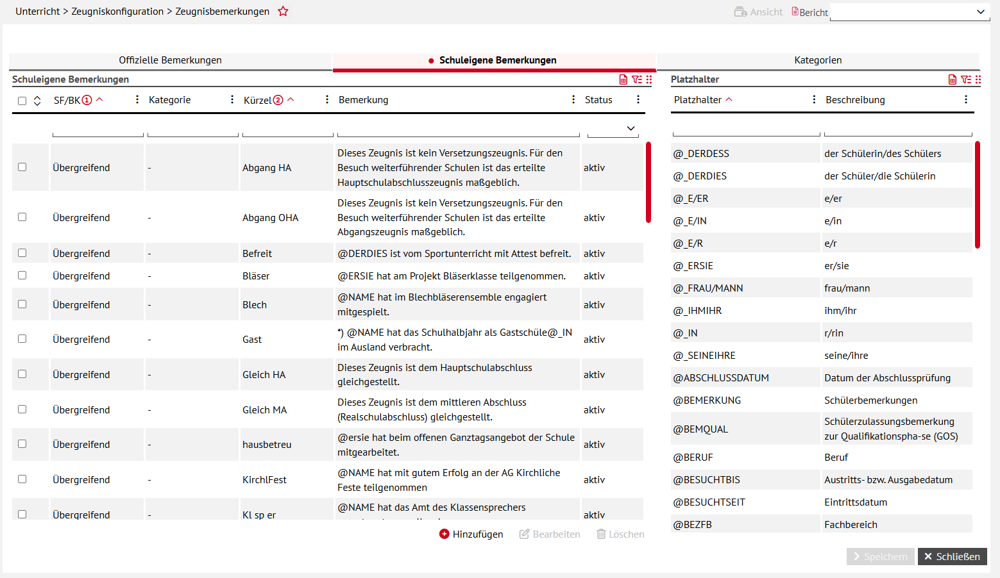 Unterricht > Zeugniskonfiguration > Zeugnisbemerkungen
Ansicht
Bericht
Offizielle Bemerkungen
Schuleigene Bemerkungen
Kategorien
Schuleigene Bemerkungen
SF/BK 1 Kategorie Kürzel 2 Bemerkung Status
Übergreifend - Abgang HA Dieses Zeugnis ist kein Versetzungszeugnis. Für den
Besuch weiterführender Schulen ist das erteilte
Hauptschulabschlusszeugnis maßgeblich. aktiv
Übergreifend - Abgang OHA Dieses Zeugnis ist kein Versetzungszeugnis. Für den
Besuch weiterführender Schulen ist das erteilte
Abgangszeugnis maßgeblich. aktiv
Übergreifend - Befreit @DERDIES ist vom Sportunterricht mit Attest befreit. aktiv
Übergreifend - Bläser @ERSIE hat am Projekt Bläserklasse teilgenommen. aktiv
Übergreifend - Blech @NAME hat im Blechbläserensemble engagiert
mitgespielt. aktiv
Übergreifend - Gast *) @NAME hat das Schulhalbjahr als Gastschüle@_IN
im Ausland verbracht. aktiv
Übergreifend - Gleich HA Dieses Zeugnis ist dem Hauptschulabschluss
gleichgestellt. aktiv
Übergreifend - Gleich MA Dieses Zeugnis ist dem mittleren Abschluss
(Realschulabschluss) gleichgestellt. aktiv
Übergreifend - hausbetreu @ersie hat beim offenen Ganztagsangebot der Schule
mitgearbeitet. aktiv
Übergreifend - KirchlFest @NAME hat mit gutem Erfolg an der AG Kirchliche
Feste teilgenommen aktiv
Übergreifend - Kl sp er @NAME hat das Amt des Klassensprechers
aktiv
Hinzufügen Bearbeiten Löschen
Platzhalter
Platzhalter Beschreibung
@_DERDESS der Schülerin/des Schülers
@_DERDIES der Schüler/die Schülerin
@_E/ER e/er
@_E/IN e/in
@_E/R e/r
@_ERSIE er/sie
@_FRAU/MANN frau/mann
@_IHMIHR ihm/ihr
@_IN r/rin
@_SEINEIHRE seine/ihre
@ABSCHLUSSDATUM Datum der Abschlussprüfung
@BEMERKUNG Schülerbemerkungen
@BEMQUAL Schülerzulassungsbemerkung
zur Qualifikationspha-se (GOS)
@BERUF Beruf
@BESUCHTBIS Austritts- bzw. Ausgabedatum
@BESUCHTSEIT Eintrittsdatum
@BEZFB Fachbereich
Speichern Schließen